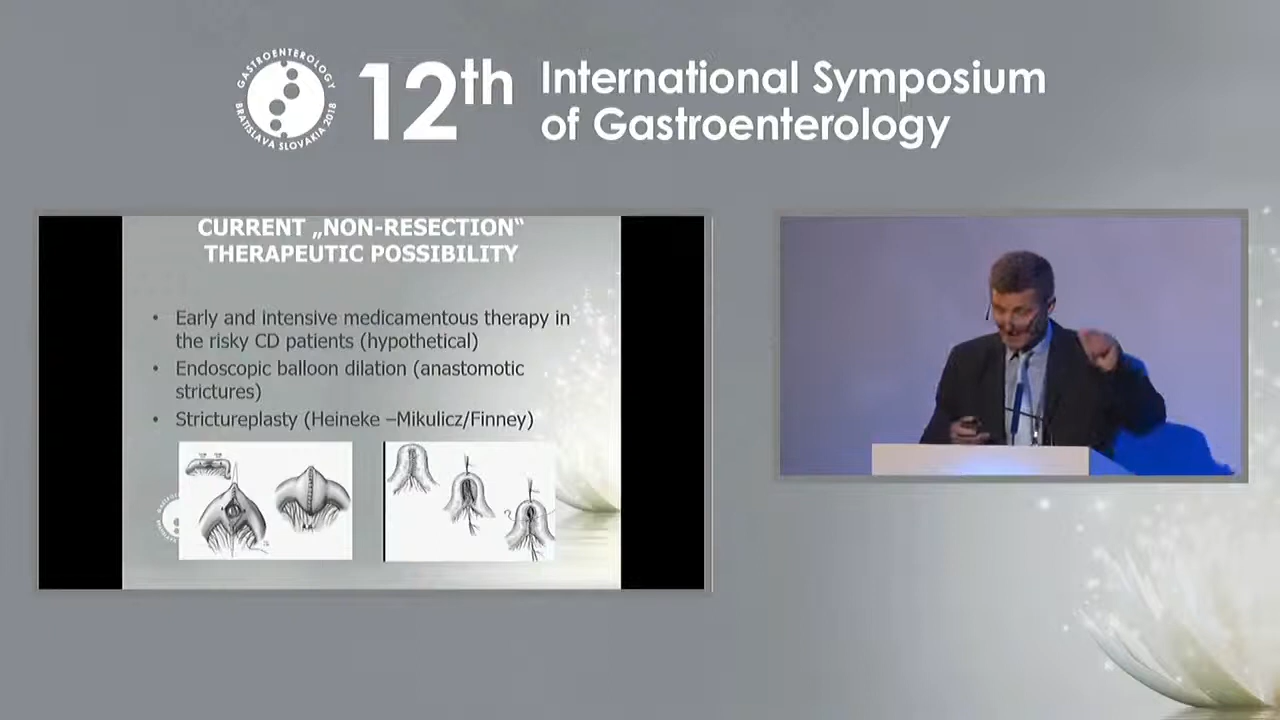 GASTROENTEROLOGY
BRATISLAVA SLOVAKIA 2018
12th
International Symposium
of Gastroenterology
CURRENT „NON-RESECTION“
THERAPEUTIC POSSIBILITY
• Early and intensive medicamentous therapy in
the risky CD patients (hypothetical)
• Endoscopic balloon dilation (anastomotic
strictures)
• Strictureplasty (Heineke –Mikulicz/Finney)